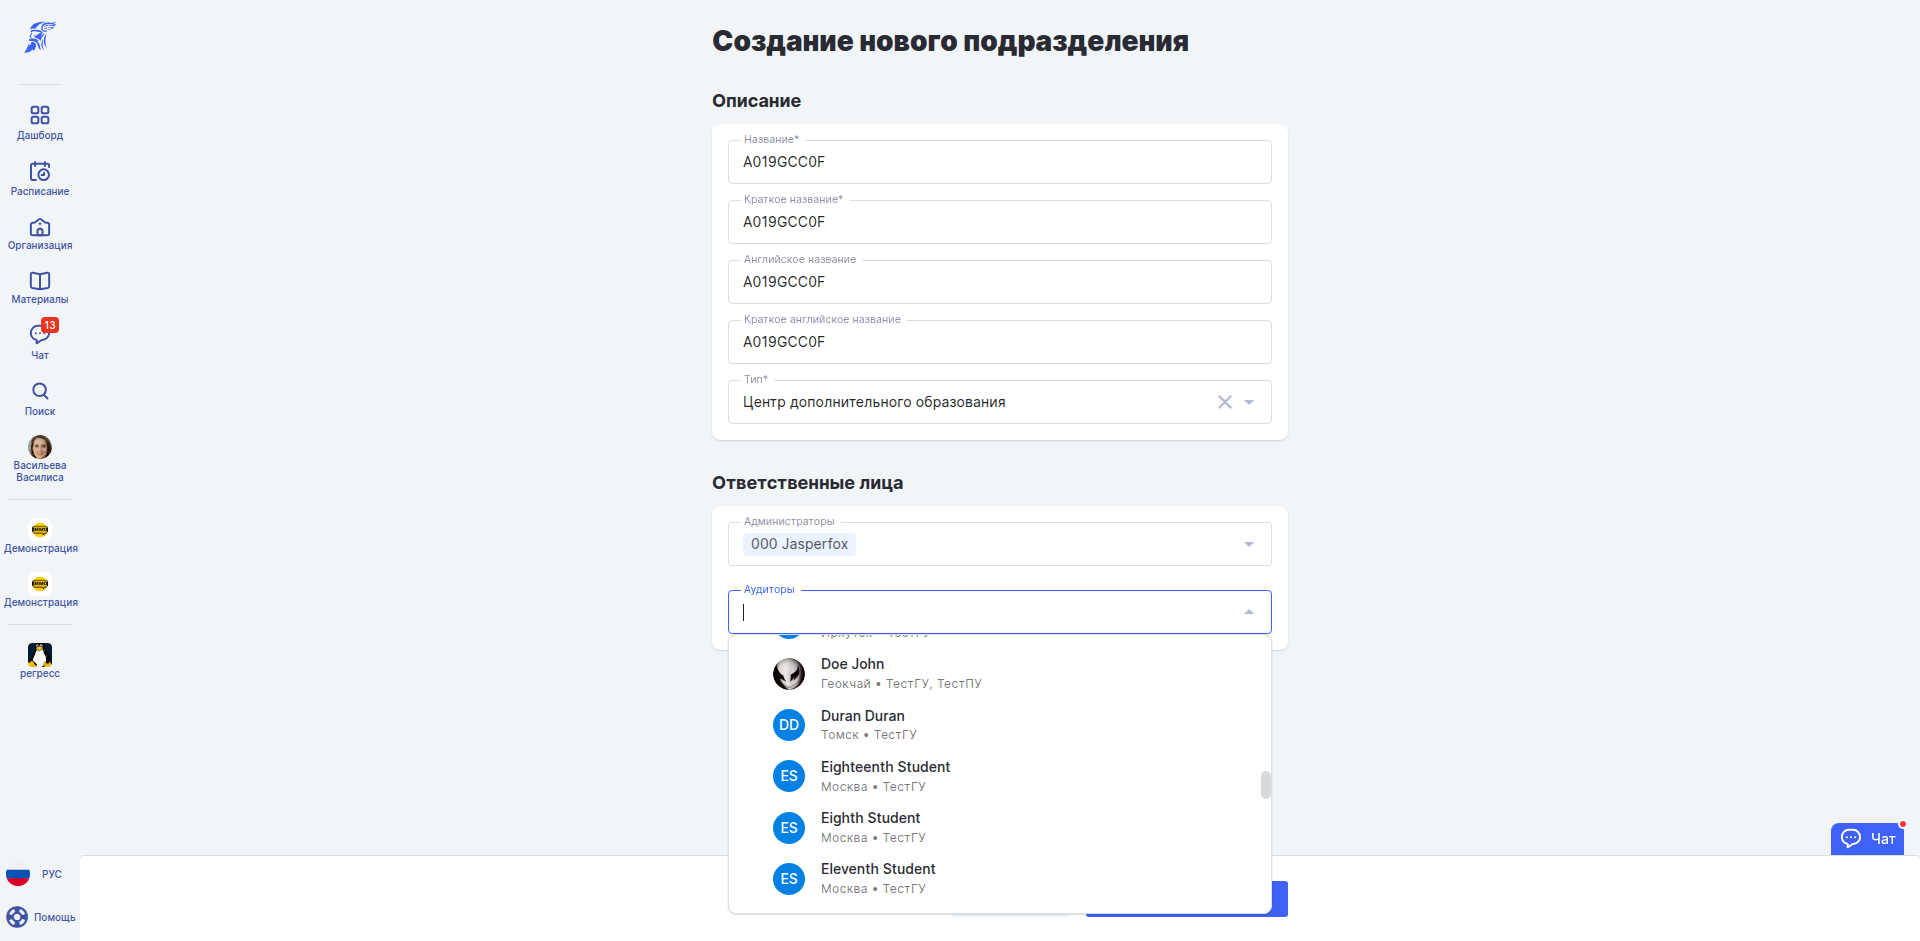 Создание нового подразделения
Описание
Название*
A019GCC0F
Краткое название*
A019GCC0F
Английское название
A019GCC0F
Краткое английское название
A019GCC0F
Тип*
Центр дополнительного образования
Ответственные лица
Администраторы
000 Jasperfox
Аудиторы
Doe John
Геокчай • ТестГУ, ТестПУ
Duran Duran
DD
Томск • ТестГУ
Eighteenth Student
ES
Москва • ТестГУ
Eighth Student
ES
Москва • ТестГУ
Eleventh Student
ES
Москва • ТестГУ
Дашборд
Расписание
Организация
Материалы
13
Чат
Поиск
Васильева
Василиса
Демонстрация
Демонстрация
регресс
РУС
Помощь
Чат